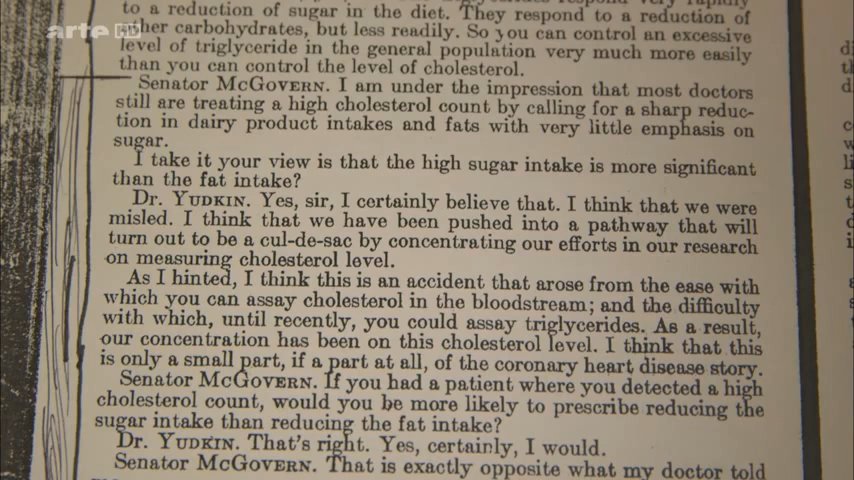 arte HD
to a reduction of sugar in the diet. They respond to a reduction of
other carbohydrates, but less readily. So you can control an excessive
level of triglyceride in the general population very much more easily
than you can control the level of cholesterol.
Senator McGOVERN. I am under the impression that most doctors
still are treating a high cholesterol count by calling for a sharp reduc-
tion in dairy product intakes and fats with very little emphasis on
sugar.
I take it your view is that the high sugar intake is more significant
than the fat intake?
Dr. YUDKIN. Yes, sir, I certainly believe that. I think that we were
misled. I think that we have been pushed into a pathway that will
turn out to be a cul-de-sac by concentrating our efforts in our research
on measuring cholesterol level.
As I hinted, I think this is an accident that arose from the ease with
which you can assay cholesterol in the bloodstream; and the difficulty
with which, until recently, you could assay triglycerides. As a result,
our concentration has been on this cholesterol level. I think that this
is only a small part, if a part at all, of the coronary heart disease story.
Senator McGOVERN. If you had a patient where you detected a high
cholesterol count, would you be more likely to prescribe reducing the
sugar intake than reducing the fat intake?
Dr. YUDKIN. That's right. Yes, certainly, I would.
Senator McGOVERN. That is exactly opposite what my doctor told